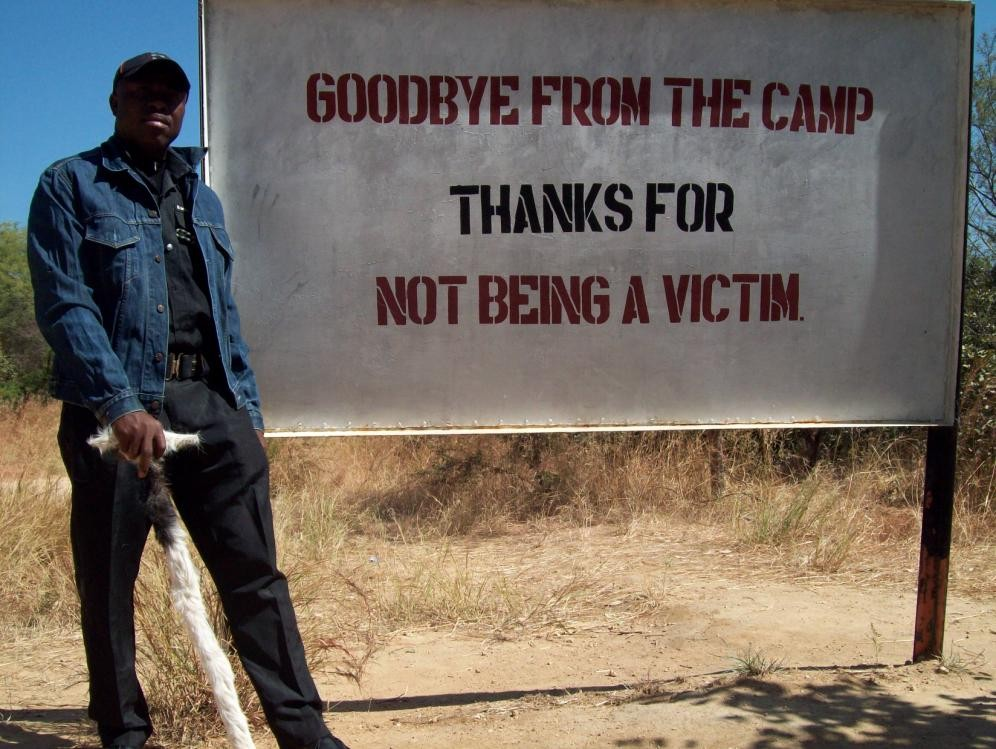 GOODBYE FROM THE CAMP
THANKS FOR
NOT BEING A VICTIM.